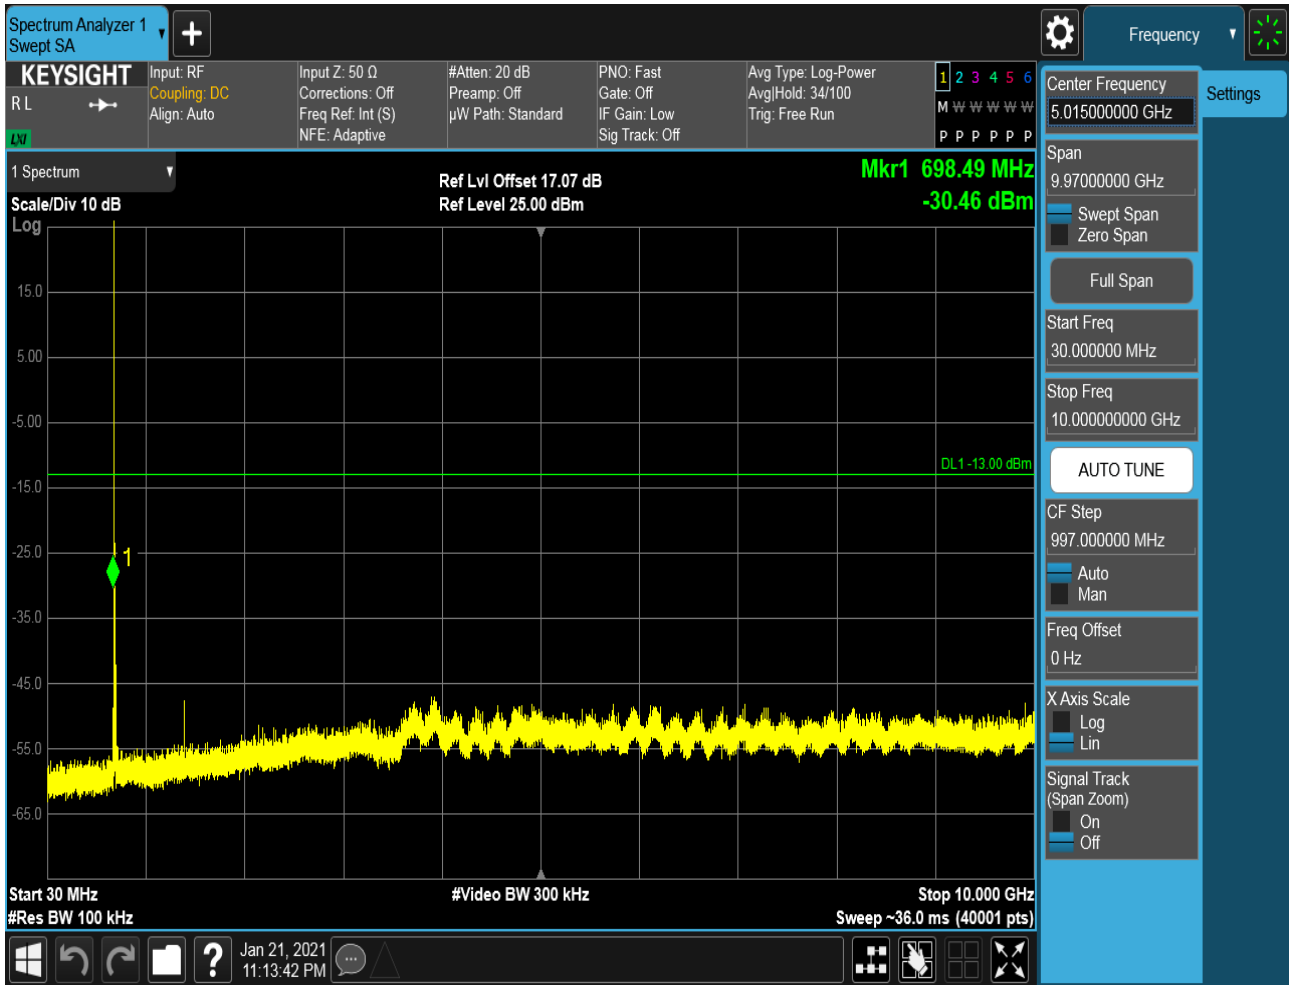 Spectrum Analyzer 1
Swept SA
Frequency
KEYSIGHT
R L
LXI
Input: RF
Coupling: DC
Align: Auto
Input Z: 50 Ω
Corrections: Off
Freq Ref: Int (S)
NFE: Adaptive
#Atten: 20 dB
Preamp: Off
µW Path: Standard
PNO: Fast
Gate: Off
IF Gain: Low
Sig Track: Off
Avg Type: Log-Power
Avg|Hold: 34/100
Trig: Free Run
1 2 3 4 5 6
M W W W W W
P P P P P P
1 Spectrum
Scale/Div 10 dB
Log
Ref Lvl Offset 17.07 dB
Ref Level 25.00 dBm
Mkr1 698.49 MHz
-30.46 dBm
15.0
5.00
-5.00
DL1 -13.00 dBm
-15.0
-25.0
1
-35.0
-45.0
-55.0
-65.0
Start 30 MHz
#Res BW 100 kHz
#Video BW 300 kHz
Stop 10.000 GHz
Sweep ~36.0 ms (40001 pts)
?
Jan 21, 2021
11:13:42 PM
Center Frequency
5.015000000 GHz
Settings
Span
9.97000000 GHz
Swept Span
Zero Span
Full Span
Start Freq
30.000000 MHz
Stop Freq
10.000000000 GHz
AUTO TUNE
CF Step
997.000000 MHz
Auto
Man
Freq Offset
0 Hz
X Axis Scale
Log
Lin
Signal Track
(Span Zoom)
On
Off